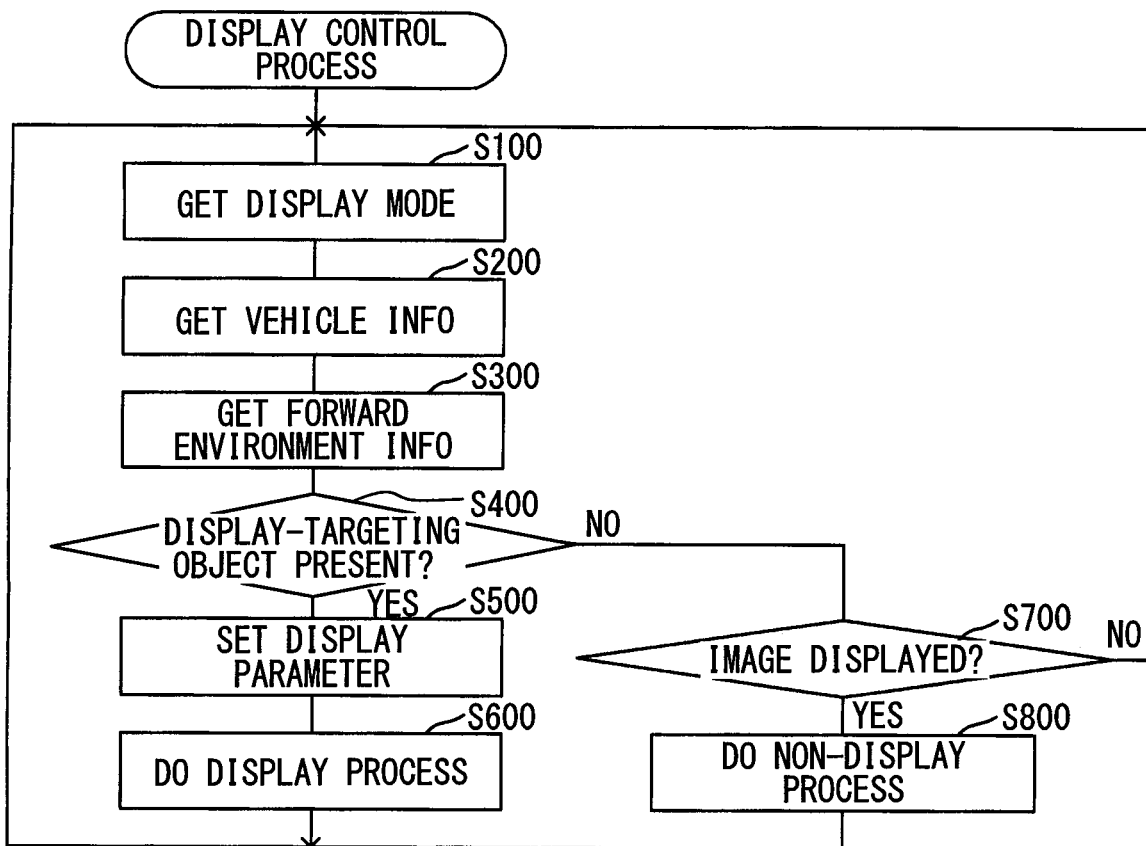 DISPLAY CONTROL
PROCESS
S100
GET DISPLAY MODE
S200
GET VEHICLE INFO
S300
GET FORWARD
ENVIRONMENT INFO
S400
DISPLAY-TARGETING
OBJECT PRESENT?
NO
YES
S500
SET DISPLAY
PARAMETER
S600
DO DISPLAY PROCESS
S700
IMAGE DISPLAYED?
NO
YES
S800
DO NON-DISPLAY
PROCESS